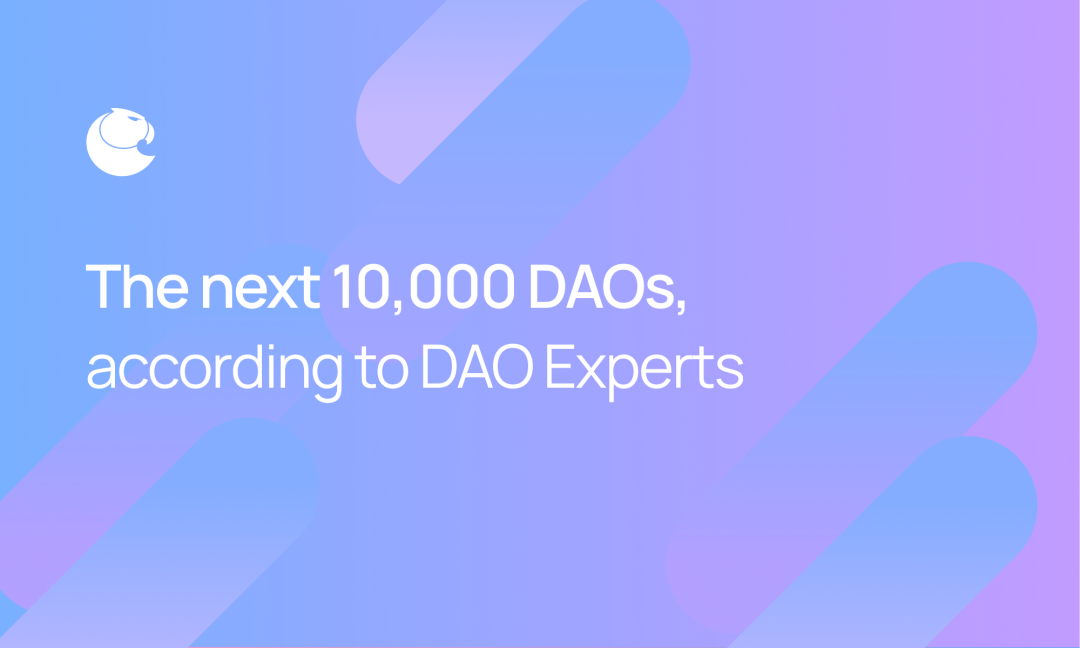 The next 10,000 DAOs,
according to DAO Experts